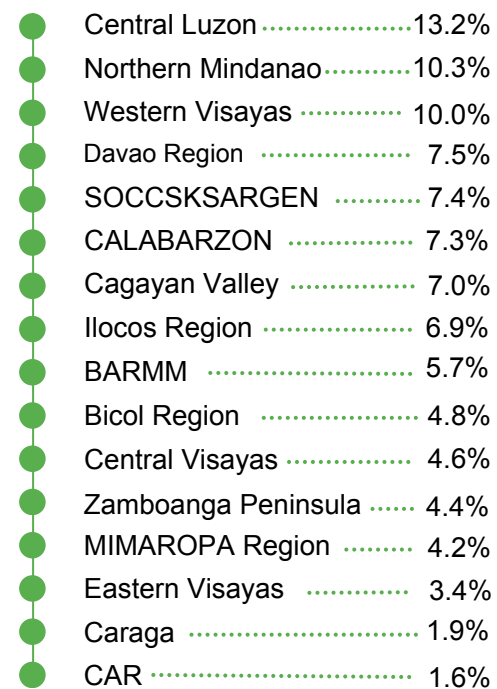 Central Luzon 13.2%
Northern Mindanao 10.3%
Western Visayas 10.0%
Davao Region 7.5%
SOCCSKSARGEN 7.4%
CALABARZON 7.3%
Cagayan Valley 7.0%
Ilocos Region 6.9%
BARMM 5.7%
Bicol Region 4.8%
Central Visayas 4.6%
Zamboanga Peninsula 4.4%
MIMAROPA Region 4.2%
Eastern Visayas 3.4%
Caraga 1.9%
CAR 1.6%